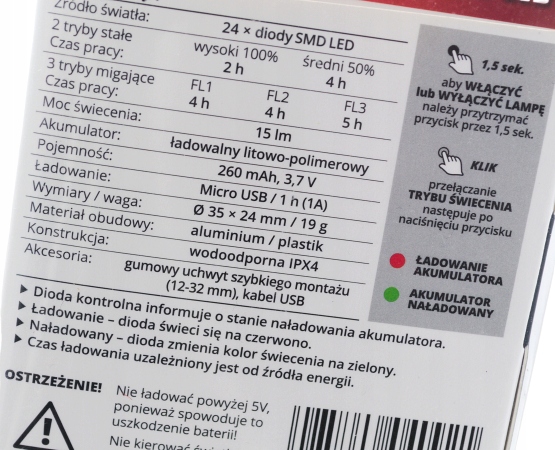 Źródło światła: 24 × diody SMD LED
2 tryby stałe wysoki 100% średni 50%
Czas pracy: 2 h 4 h
3 tryby migające FL1 FL2 FL3
Czas pracy: 4 h 4 h 5 h
Moc świecenia: 15 lm
Akumulator: ładowalny litowo-polimerowy
Pojemność: 260 mAh, 3,7 V
Ładowanie: Micro USB / 1 h (1A)
Wymiary / waga: Ø 35 × 24 mm / 19 g
Materiał obudowy: aluminium / plastik
Konstrukcja: wodoodporna IPX4
Akcesoria: gumowy uchwyt szybkiego montażu
(12-32 mm), kabel USB
1,5 sek.
aby WŁĄCZYĆ
lub WYŁĄCZYĆ LAMPĘ
należy przytrzymać
przycisk przez 1,5 sek.
KLIK
przełączanie
TRYBU ŚWIECENIA
następuje po
naciśnięciu przycisku
ŁADOWANIE
AKUMULATORA
AKUMULATOR
NAŁADOWANY
▶ Dioda kontrolna informuje o stanie naładowania akumulatora.
▶ Ładowanie – dioda świeci się na czerwono.
▶ Naładowany – dioda zmienia kolor świecenia na zielony.
▶ Czas ładowania uzależniony jest od źródła energii.
OSTRZEŻENIE!
Nie ładować powyżej 5V,
ponieważ spowoduje to
uszkodzenie baterii!
Nie kierować